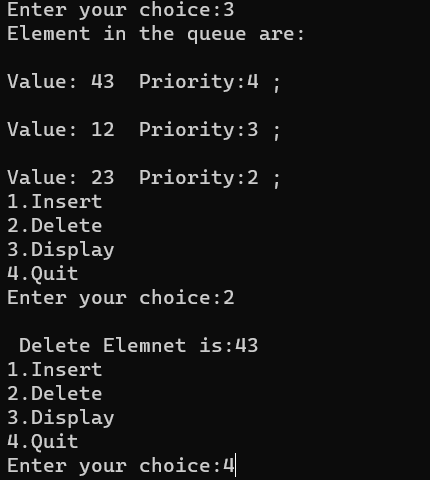 Enter your choice:3
Element in the queue are:
Value: 43  Priority:4 ;
Value: 12  Priority:3 ;
Value: 23  Priority:2 ;
1.Insert
2.Delete
3.Display
4.Quit
Enter your choice:2
 Delete Elemnet is:43
1.Insert
2.Delete
3.Display
4.Quit
Enter your choice:4